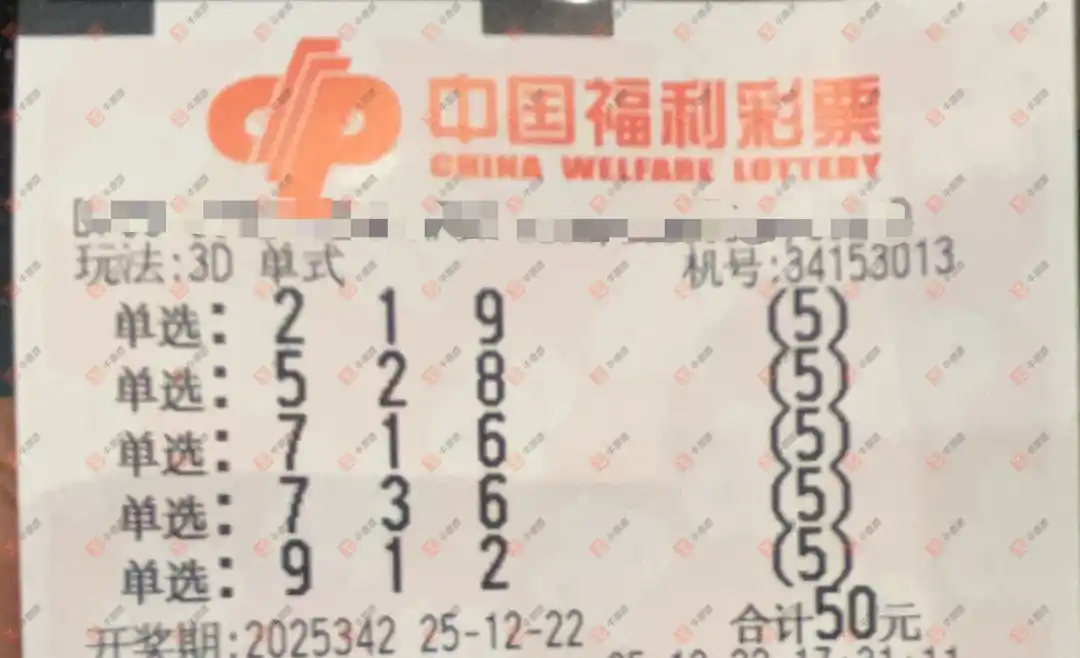 中国福利彩票
CHINA WELFARE LOTTERY
玩法:3D 单式 机号:34153013
单选: 2 1 9 (5)
单选: 5 2 8 (5)
单选: 7 1 6 (5)
单选: 7 3 6 (5)
单选: 9 1 2 (5)
开奖期:2025342 25-12-22 合计50元